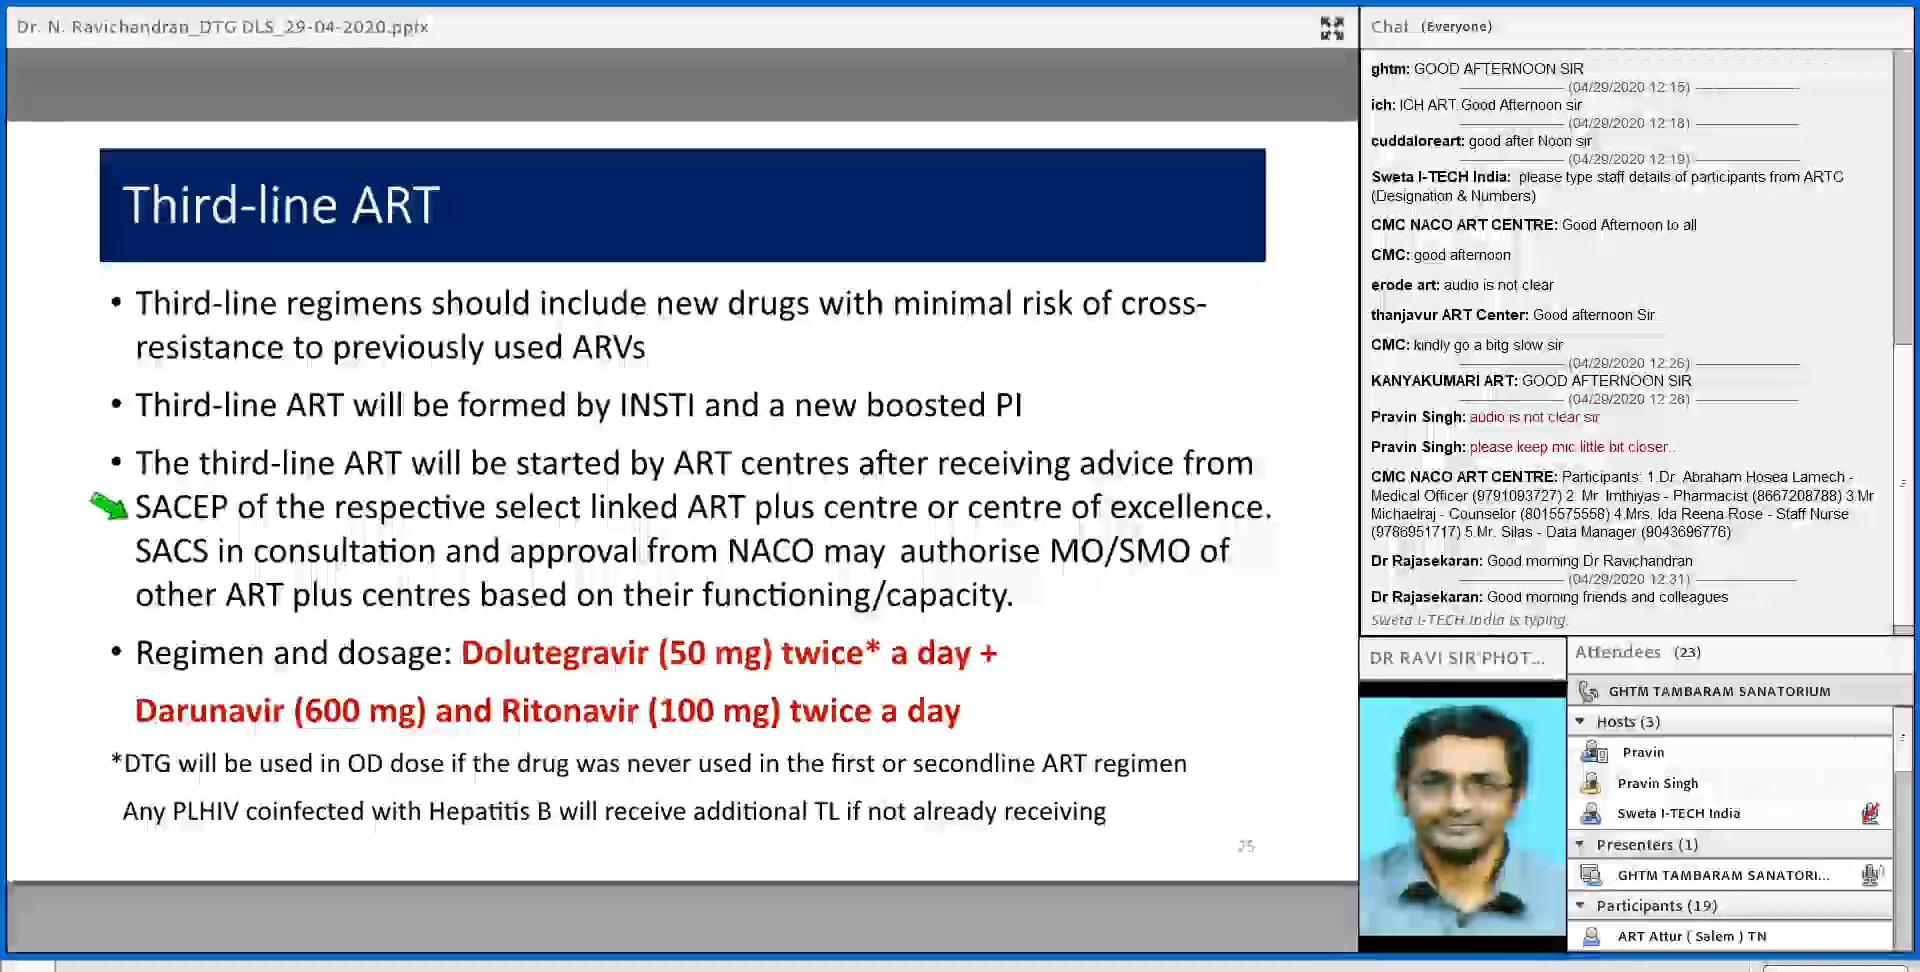 Dr. N. Ravichandran_DTG DLS_29-04-2020.pptx
Third-line ART
• Third-line regimens should include new drugs with minimal risk of cross-
resistance to previously used ARVs
• Third-line ART will be formed by INSTI and a new boosted PI
• The third-line ART will be started by ART centres after receiving advice from
SACEP of the respective select linked ART plus centre or centre of excellence.
SACS in consultation and approval from NACO may authorise MO/SMO of
other ART plus centres based on their functioning/capacity.
• Regimen and dosage: Dolutegravir (50 mg) twice* a day +
Darunavir (600 mg) and Ritonavir (100 mg) twice a day
*DTG will be used in OD dose if the drug was never used in the first or secondline ART regimen
Any PLHIV coinfected with Hepatitis B will receive additional TL if not already receiving
25
Chat (Everyone)
ghtm: GOOD AFTERNOON SIR
(04/29/2020 12:15)
ich: ICH ART Good Afternoon sir
(04/29/2020 12:18)
cuddaloreart: good after Noon sir
(04/29/2020 12:19)
Sweta I-TECH India: please type staff details of participants from ARTC
(Designation & Numbers)
CMC NACO ART CENTRE: Good Afternoon to all
CMC: good afternoon
erode art: audio is not clear
thanjavur ART Center: Good afternoon Sir
CMC: kindly go a bitg slow sir
(04/29/2020 12:26)
KANYAKUMARI ART: GOOD AFTERNOON SIR
(04/29/2020 12:26)
Pravin Singh: audio is not clear sir
Pravin Singh: please keep mic little bit closer..
CMC NACO ART CENTRE: Participants: 1.Dr. Abraham Hosea Lamech -
Medical Officer (9791093727) 2. Mr. Imthiyas - Pharmacist (8667208788) 3.Mr
Michaelraj - Counselor (8015575558) 4.Mrs. Ida Reena Rose - Staff Nurse
(9786951717) 5.Mr. Silas - Data Manager (9043696776)
Dr Rajasekaran: Good morning Dr Ravichandran
(04/29/2020 12:31)
Dr Rajasekaran: Good morning friends and colleagues
Sweta I-TECH India is typing.
DR RAVI SIR'PHOT...
Attendees (23)
GHTM TAMBARAM SANATORIUM
Hosts (3)
Pravin
Pravin Singh
Sweta I-TECH India
Presenters (1)
GHTM TAMBARAM SANATORI...
Participants (19)
ART Attur ( Salem ) TN